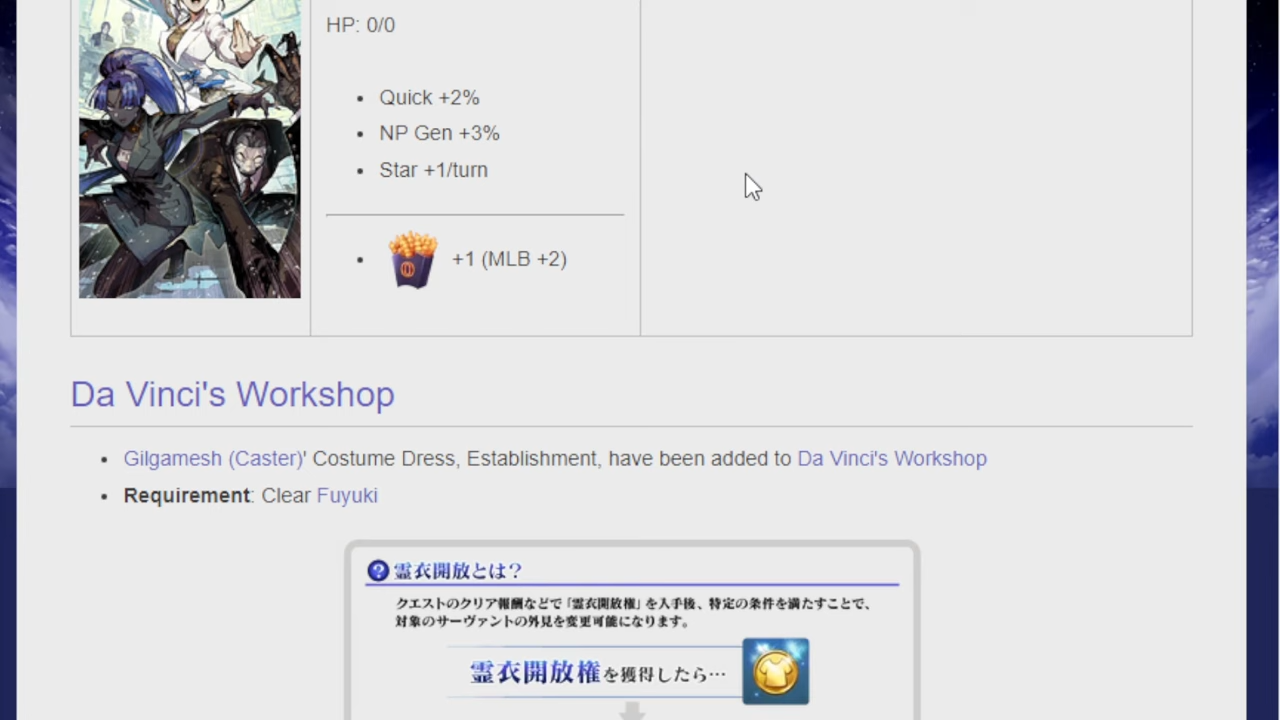 HP: 0/0
• Quick +2%
• NP Gen +3%
• Star +1/turn
• +1 (MLB +2)
Da Vinci's Workshop
• Gilgamesh (Caster)' Costume Dress, Establishment, have been added to Da Vinci's Workshop
• Requirement: Clear Fuyuki
? 霊衣開放とは？
クエストのクリア報酬などで「霊衣開放権」を入手後、特定の条件を満たすことで、
対象のサーヴァントの外見を変更可能になります。
霊衣開放権を獲得したら…